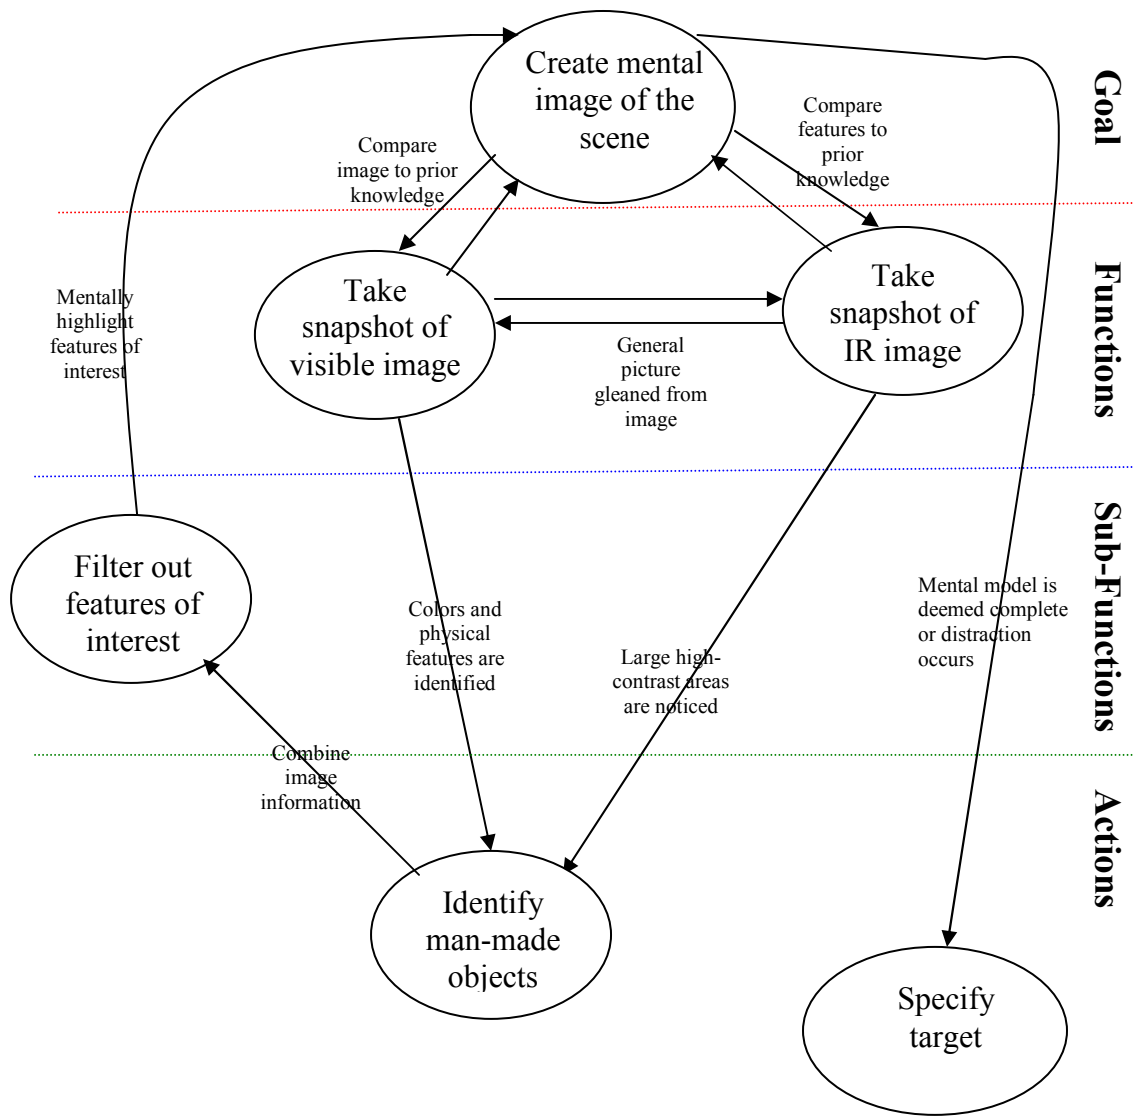 Create mental
image of the
scene
Compare
features to
prior
knowledge
Goal
Compare
image to prior
knowledge
Take
snapshot of
visible image
Take
snapshot of
IR image
Functions
Mentally
highlight
features of
interest
General
picture
gleaned from
image
Filter out
features of
interest
Sub-Functions
Colors and
physical
features are
identified
Large high-
contrast areas
are noticed
Mental model is
deemed complete
or distraction
occurs
Combine
image
information
Actions
Identify
man-made
objects
Specify
target